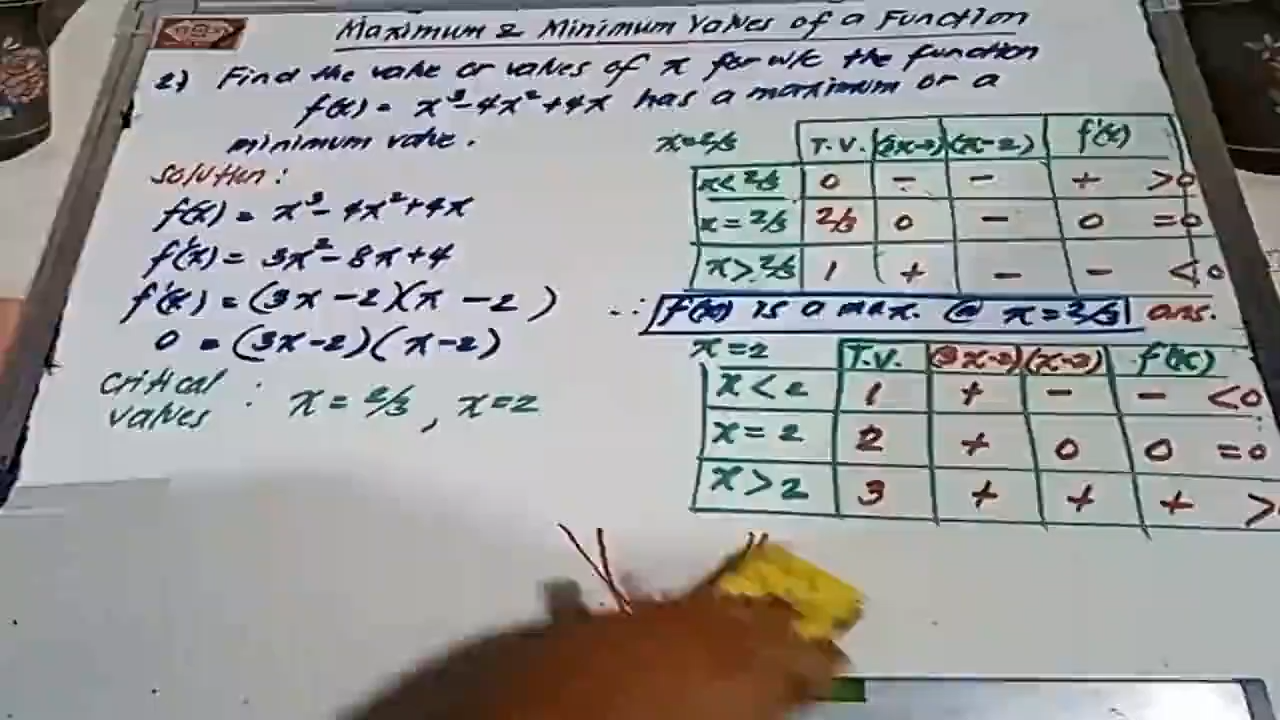 Maximum & Minimum Values of a Function
2) Find the value or values of x for w/c the function
f(x) = x³-4x²+4x has a maximum or a
minimum value.
Solution:
f(x) = x³-4x²+4x
f'(x) = 3x²-8x+4
f'(x) = (3x-2)(x-2)
0 = (3x-2)(x-2)
critical values : x = 2/3, x=2
x=2/3 T.V. (3x-2) (x-2) f'(x)
x<2/3 0 - - + >0
x=2/3 2/3 0 - 0 =0
x>2/3 1 + - - <0
∴ f(x) is a max. @ x=2/3 ans.
x=2 T.V. (3x-2) (x-2) f'(x)
x<2 1 + - - <0
x=2 2 + 0 0 =0
x>2 3 + + + >